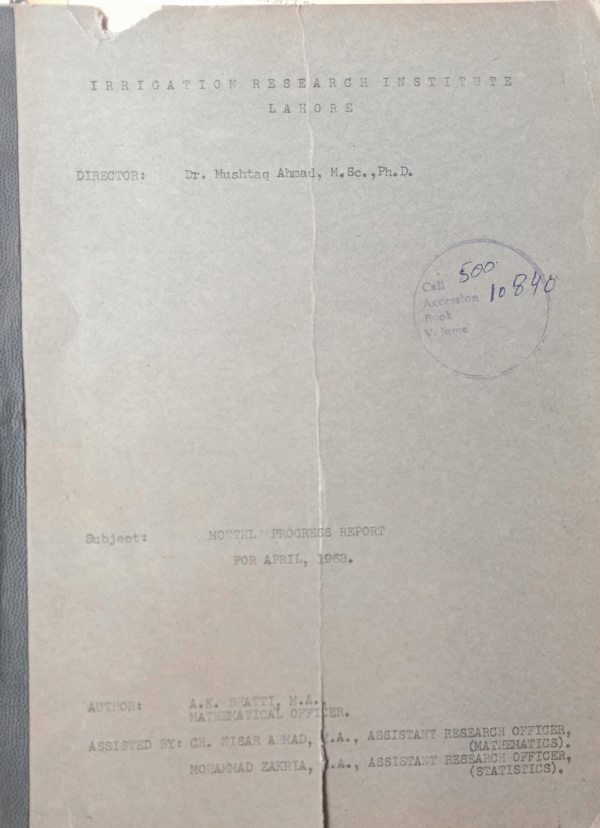 IRRIGATION RESEARCH INSTITUTE
LAHORE
DIRECTOR: Dr. Mushtaq Ahmad, M.Sc.,Ph.D.
Call 500
Accession 10840
Book
Volume
Subject: MONTHL PROGRESS REPORT
FOR APRIL, 1963.
AUTHOR: A.K. BHATTI, M.A.,
MATHEMATICAL OFFICER.
ASSISTED BY: CH. NISAR AHMAD, M.A., ASSISTANT RESEARCH OFFICER,
(MATHEMATICS).
MOHAMMAD ZAKRIA, M.A., ASSISTANT RESEARCH OFFICER,
(STATISTICS).